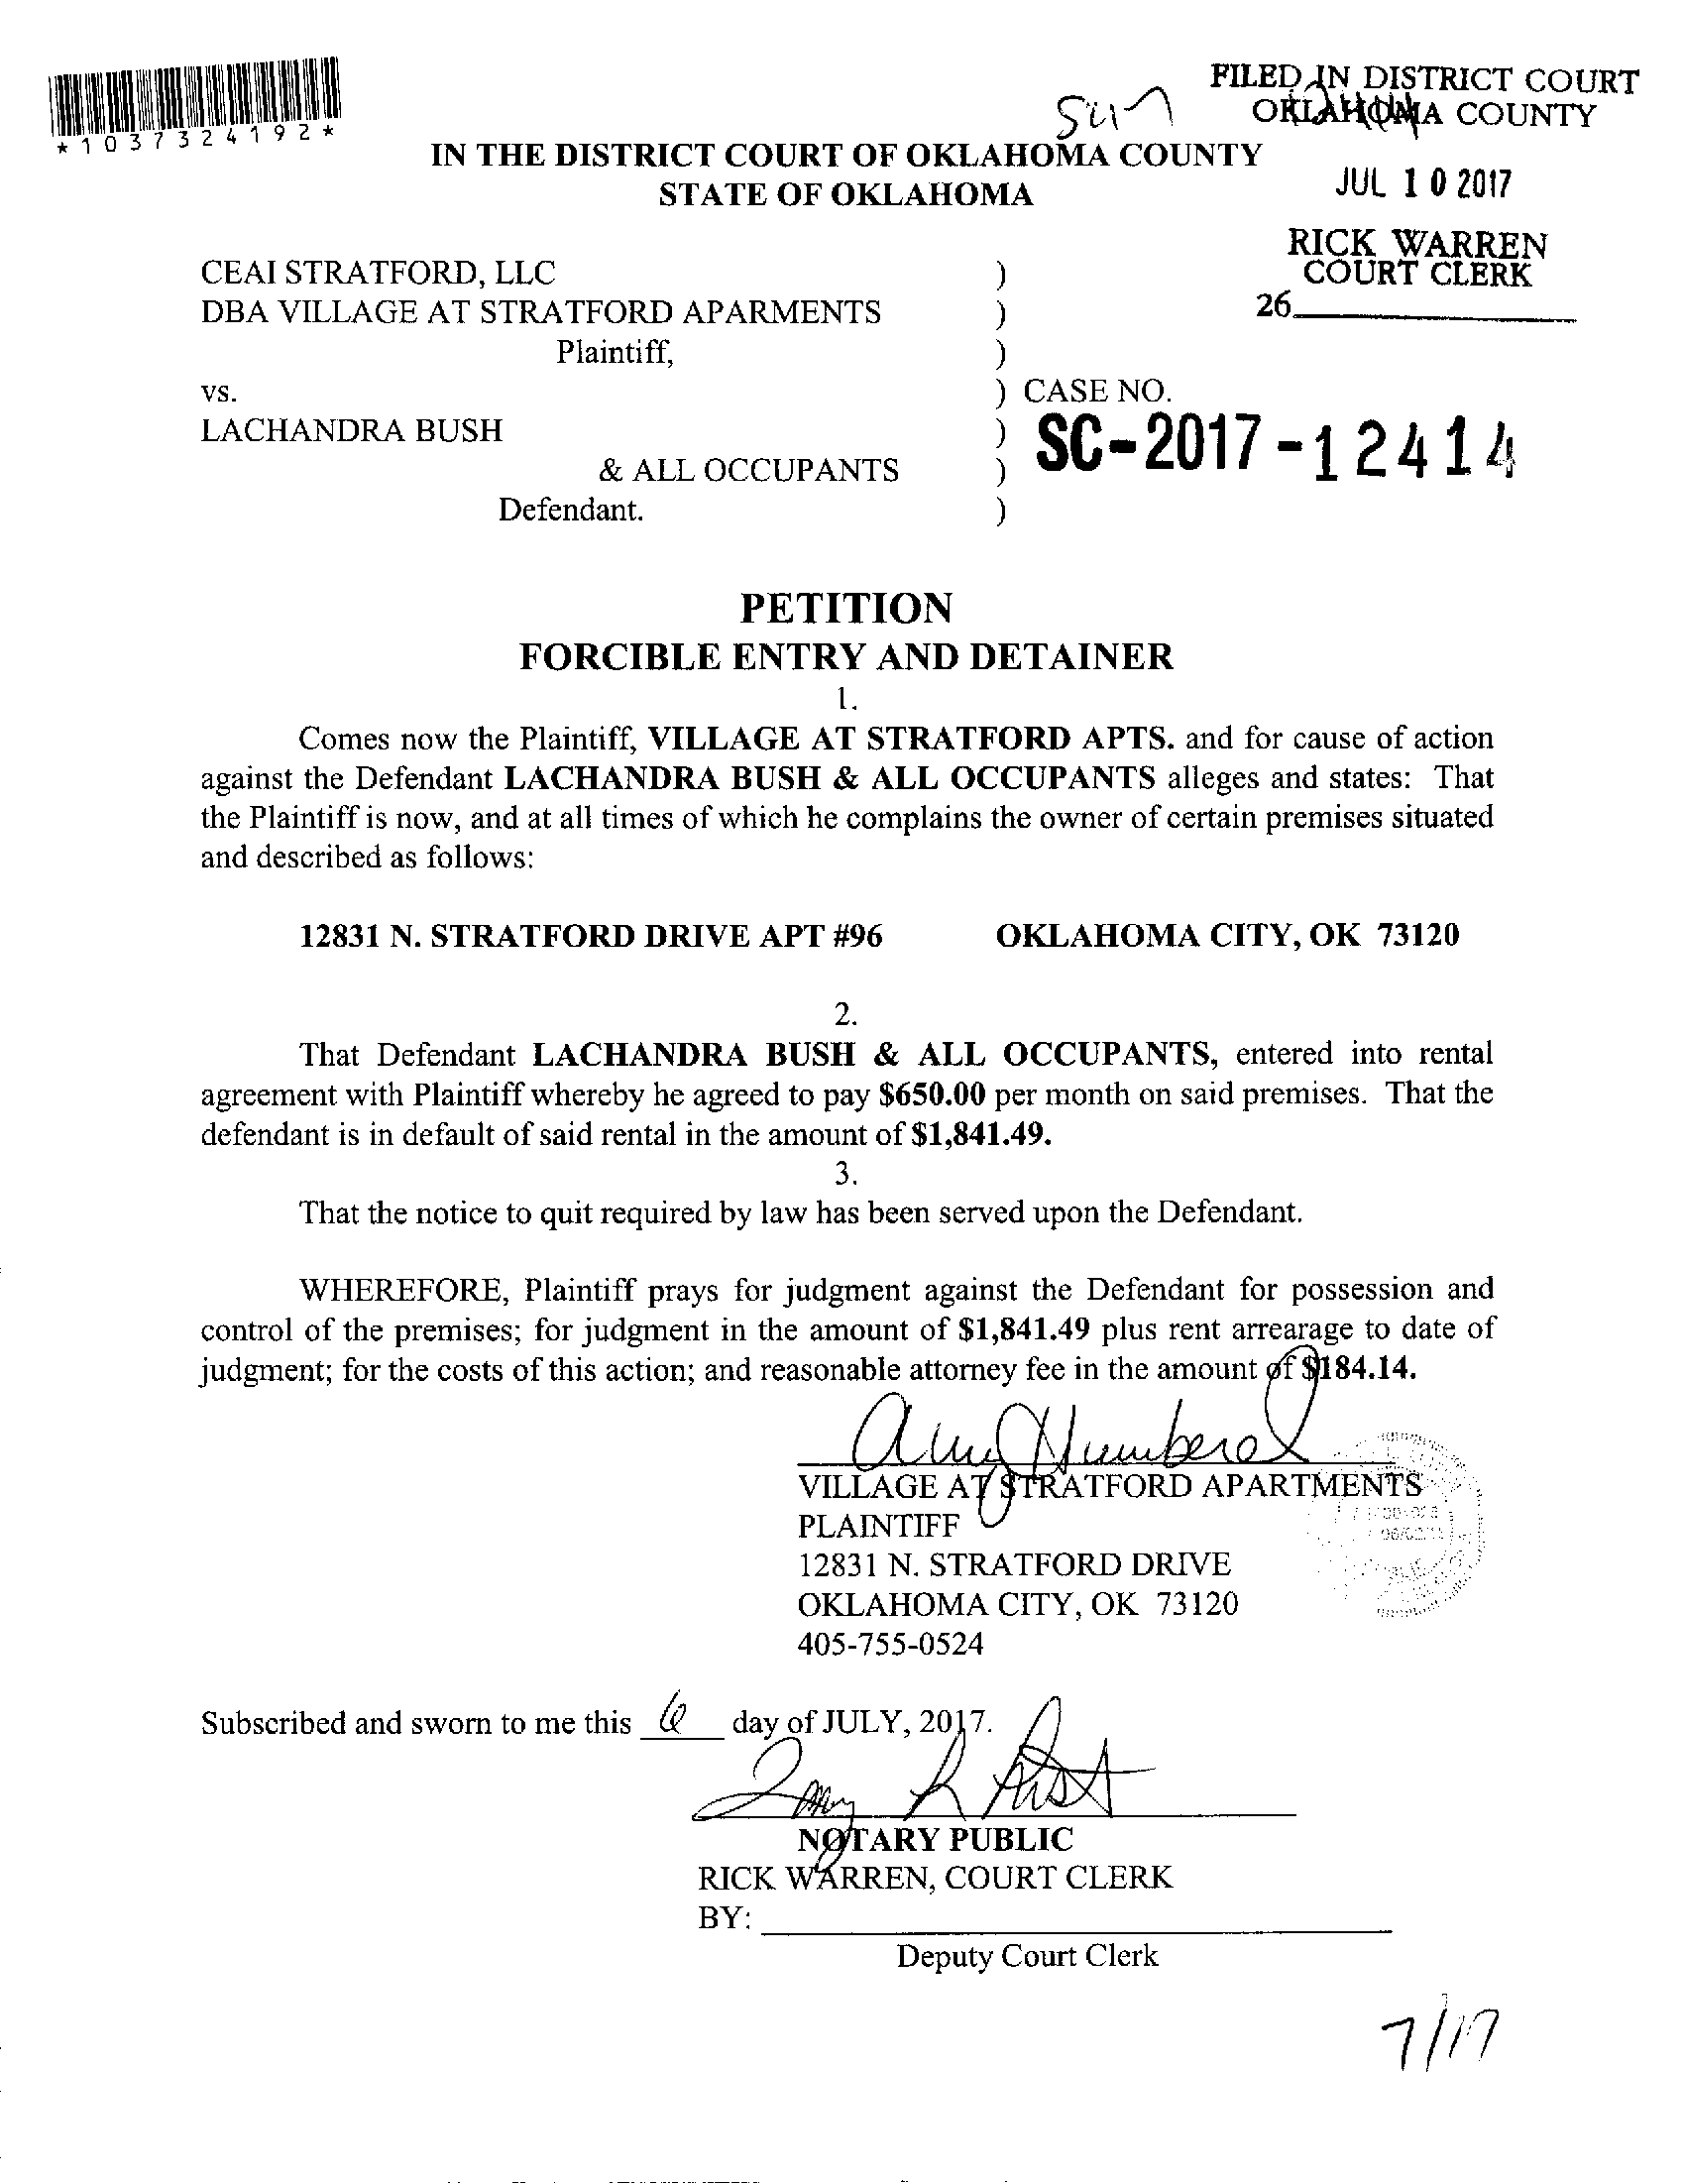 FILED IN DISTRICT COURT
OKLAHOMA COUNTY
*1037324192*
IN THE DISTRICT COURT OF OKLAHOMA COUNTY
STATE OF OKLAHOMA
JUL 10 2017
RICK WARREN
COURT CLERK
26
CEAI STRATFORD, LLC )
DBA VILLAGE AT STRATFORD APARMENTS )
Plaintiff, )
vs. ) CASE NO.
LACHANDRA BUSH ) SC-2017-12414
& ALL OCCUPANTS )
Defendant. )
PETITION
FORCIBLE ENTRY AND DETAINER
1.
Comes now the Plaintiff, VILLAGE AT STRATFORD APTS. and for cause of action
against the Defendant LACHANDRA BUSH & ALL OCCUPANTS alleges and states: That
the Plaintiff is now, and at all times of which he complains the owner of certain premises situated
and described as follows:
12831 N. STRATFORD DRIVE APT #96 OKLAHOMA CITY, OK 73120
2.
That Defendant LACHANDRA BUSH & ALL OCCUPANTS, entered into rental
agreement with Plaintiff whereby he agreed to pay $650.00 per month on said premises. That the
defendant is in default of said rental in the amount of $1,841.49.
3.
That the notice to quit required by law has been served upon the Defendant.
WHEREFORE, Plaintiff prays for judgment against the Defendant for possession and
control of the premises; for judgment in the amount of $1,841.49 plus rent arrearage to date of
judgment; for the costs of this action; and reasonable attorney fee in the amount of $184.14.
VILLAGE AT STRATFORD APARTMENTS
PLAINTIFF
12831 N. STRATFORD DRIVE
OKLAHOMA CITY, OK 73120
405-755-0524
Subscribed and sworn to me this 6 day of JULY, 2017.
NOTARY PUBLIC
RICK WARREN, COURT CLERK
BY:
Deputy Court Clerk
7/17